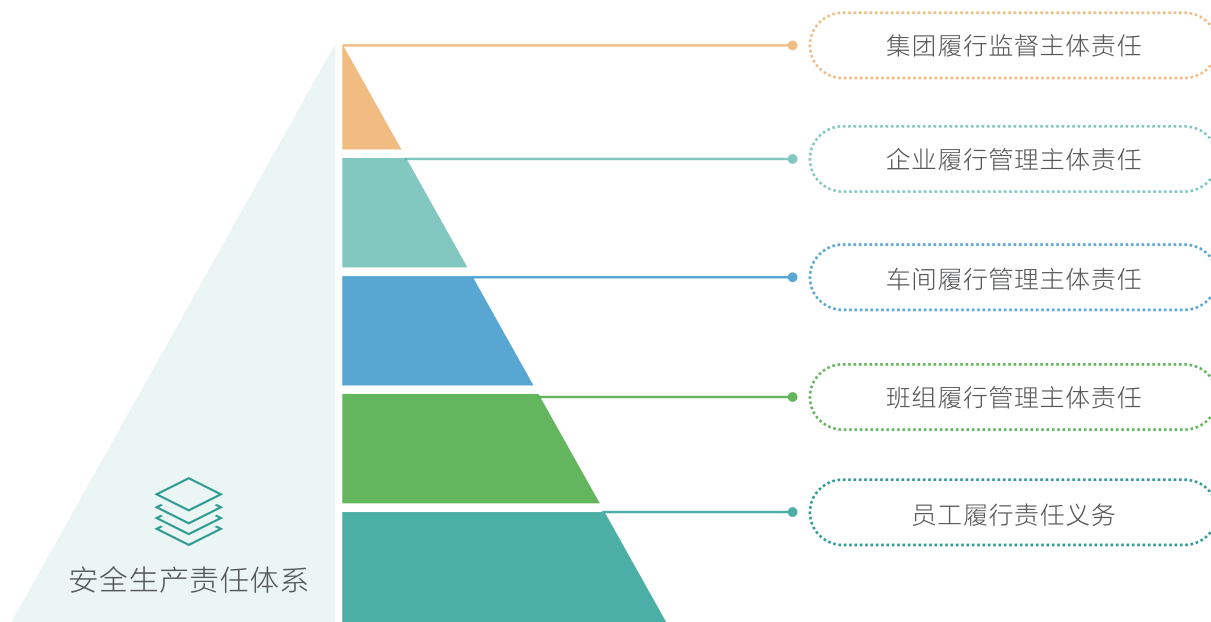 集团履行监督主体责任
企业履行管理主体责任
车间履行管理主体责任
班组履行管理主体责任
员工履行责任义务
安全生产责任体系